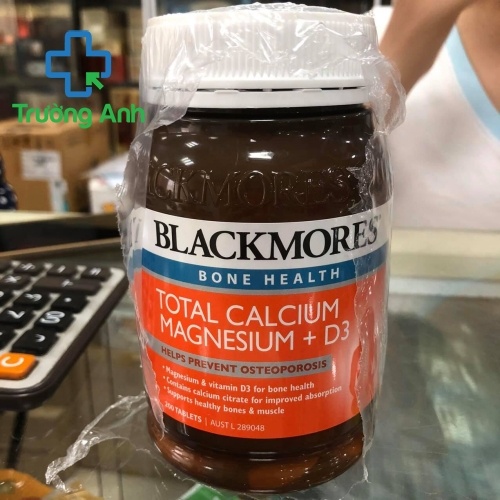 Trường Anh
BLACKMORES
BLACKMORES
BONE HEALTH
TOTAL CALCIUM
MAGNESIUM + D3
HELPS PREVENT OSTEOPOROSIS
• Magnesium & vitamin D3 for bone health
• Contains calcium citrate for improved absorption
• Supports healthy bones & muscle
200 TABLETS | AUST L 289048